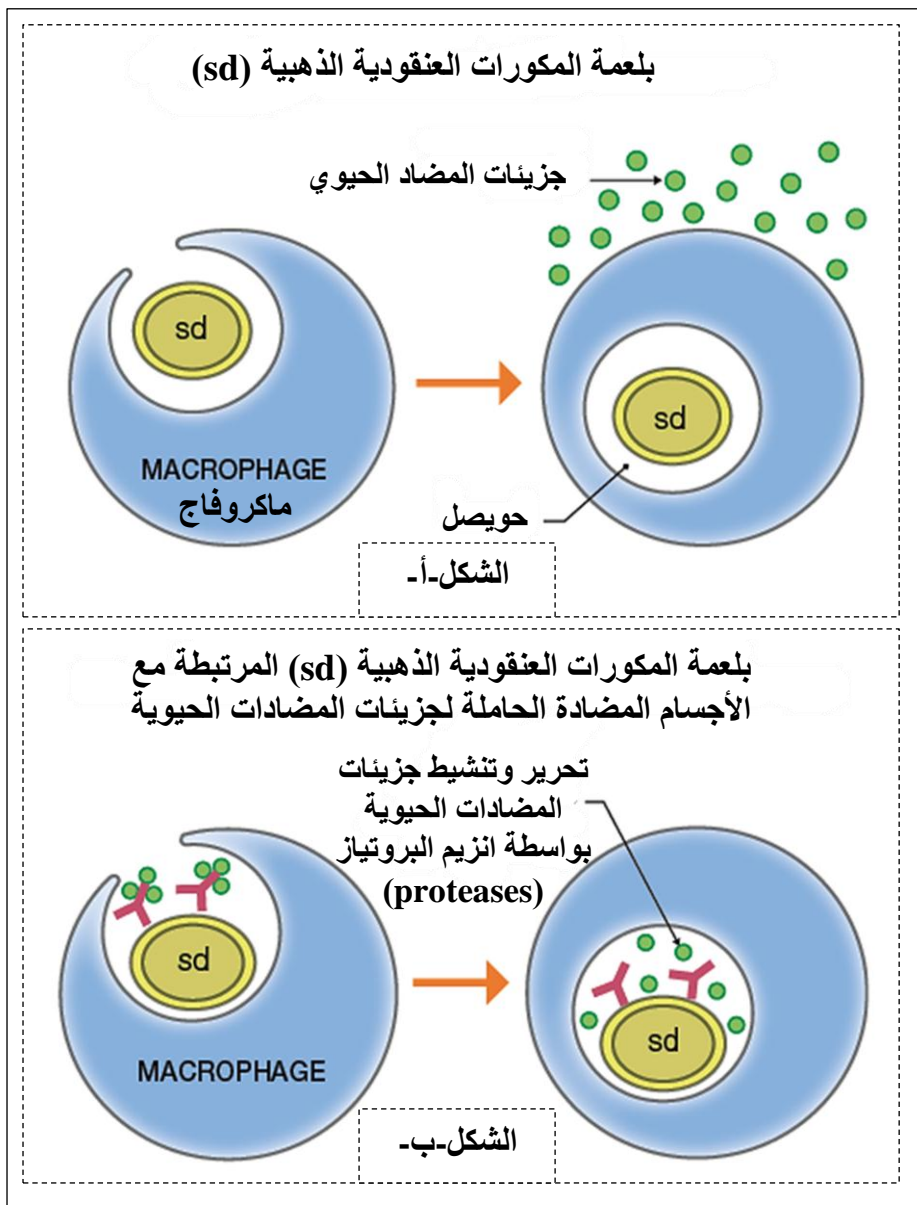 بلعمة المكورات العنقودية الذهبية (sd)
جزيئات المضاد الحيوي
sd
sd
MACROPHAGE
ماكروفاج
حويصل
الشكل-أ-
بلعمة المكورات العنقودية الذهبية (sd) المرتبطة مع
الأجسام المضادة الحاملة لجزيئات المضادات الحيوية
تحرير وتنشيط جزيئات
المضادات الحيوية
بواسطة انزيم البروتياز
(proteases)
sd
sd
MACROPHAGE
الشكل-ب-